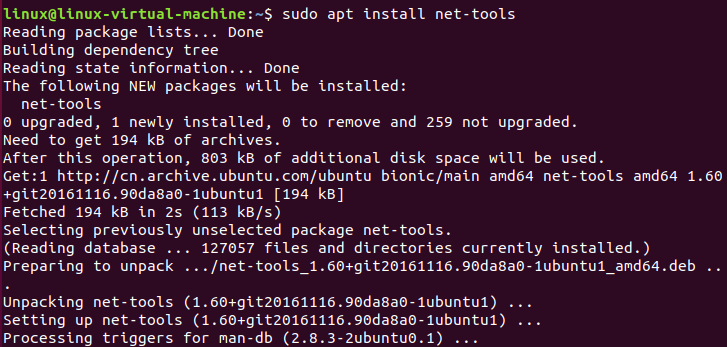 linux@linux-virtual-machine:~$ sudo apt install net-tools
Reading package lists... Done
Building dependency tree
Reading state information... Done
The following NEW packages will be installed:
  net-tools
0 upgraded, 1 newly installed, 0 to remove and 259 not upgraded.
Need to get 194 kB of archives.
After this operation, 803 kB of additional disk space will be used.
Get:1 http://cn.archive.ubuntu.com/ubuntu bionic/main amd64 net-tools amd64 1.60
+git20161116.90da8a0-1ubuntu1 [194 kB]
Fetched 194 kB in 2s (113 kB/s)
Selecting previously unselected package net-tools.
(Reading database ... 127057 files and directories currently installed.)
Preparing to unpack .../net-tools_1.60+git20161116.90da8a0-1ubuntu1_amd64.deb ..
.
Unpacking net-tools (1.60+git20161116.90da8a0-1ubuntu1) ...
Setting up net-tools (1.60+git20161116.90da8a0-1ubuntu1) ...
Processing triggers for man-db (2.8.3-2ubuntu0.1) ...